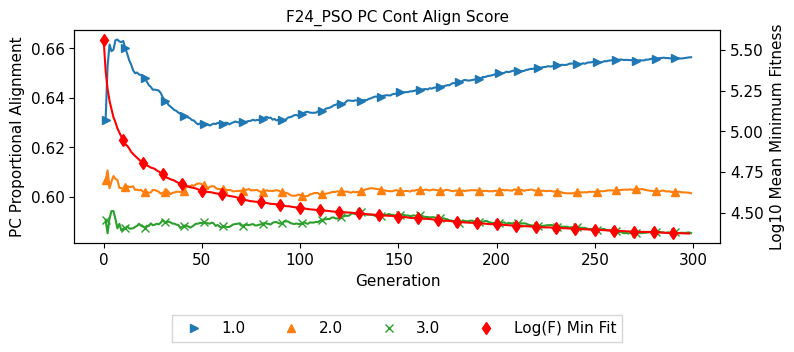 F24_PSO PC Cont Align Score
PC Proportional Alignment
0.66
0.64
0.62
0.60
5.50
5.25
5.00
4.75
4.50
Log10 Mean Minimum Fitness
0 50 100 150 200 250 300
Generation
1.0 2.0 3.0 Log(F) Min Fit